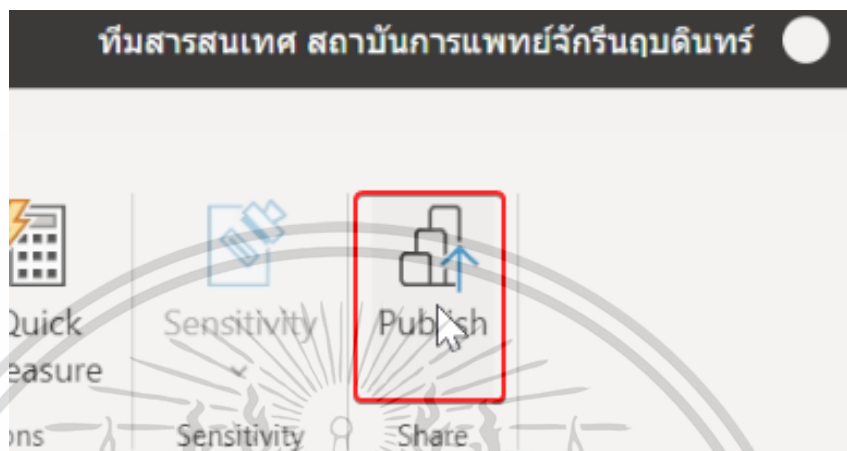 ทีมสารสนเทศ สถาบันการแพทย์จักรีนฤบดินทร์
Quick
easure
Sensitivity
Publish
ons
Sensitivity
Share